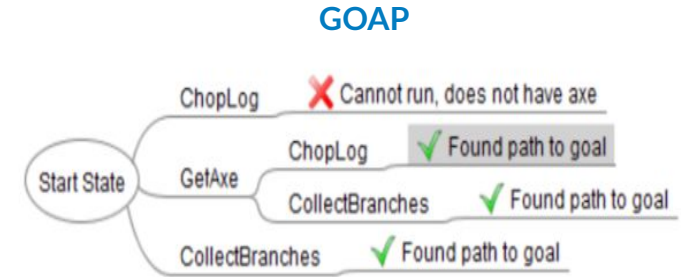 GOAP
ChopLog
Cannot run, does not have axe
Start State
GetAxe
ChopLog
Found path to goal
CollectBranches
Found path to goal
CollectBranches
Found path to goal